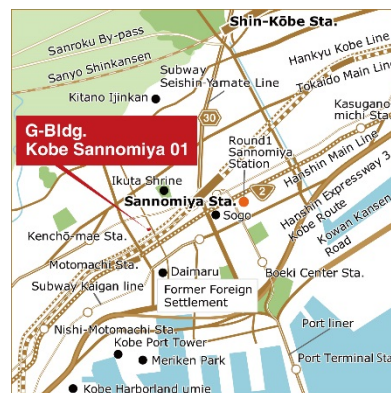 Shin-Kōbe Sta.
Sanroku By-pass
Sanyo Shinkansen
Subway
Seishin Yamate Line
Hankyu Kobe Line
Tokaido Main Line
Kitano Ijinkan
Kasugano
michi Stau
30
G-Bldg.
Kobe Sannomiya 01
Round1
Sannomiya
Station
Hanshin Main Line
Ikuta Shrine
2
Sannomiya Sta.
Sogo
Hanshin Expressway 3
Kobe Route
Kowan Kansen
Road
Kenchō-mae Sta.
Motomachi Sta.
Daimaru
Boeki Center Sta.
Subway Kaigan line
Former Foreign
Settlement
Nishi-Motomachi Sta.
Port liner
Kobe Port Tower
Meriken Park
Port Terminal Sta
Kobe Harborland umie